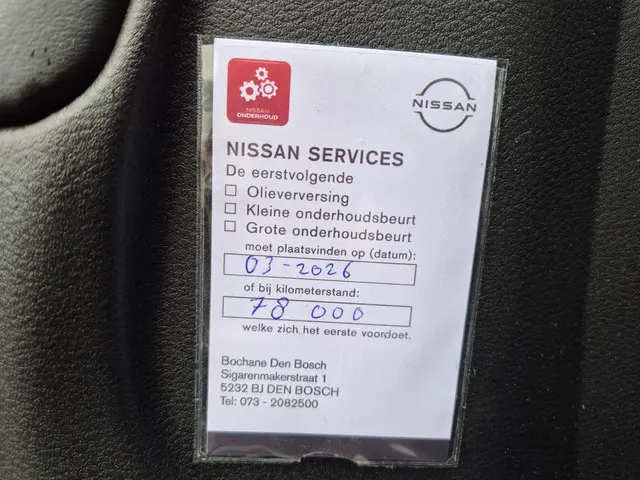 NISSAN
ONDERHOUD
NISSAN
NISSAN SERVICES
De eerstvolgende
☐ Olieverversing
☐ Kleine onderhoudsbeurt
☐ Grote onderhoudsbeurt
moet plaatsvinden op (datum):
03-2026
of bij kilometerstand:
78 000
welke zich het eerste voordoet.
Bochane Den Bosch
Sigarenmakerstraat 1
5232 BJ DEN BOSCH
Tel: 073 - 2082500